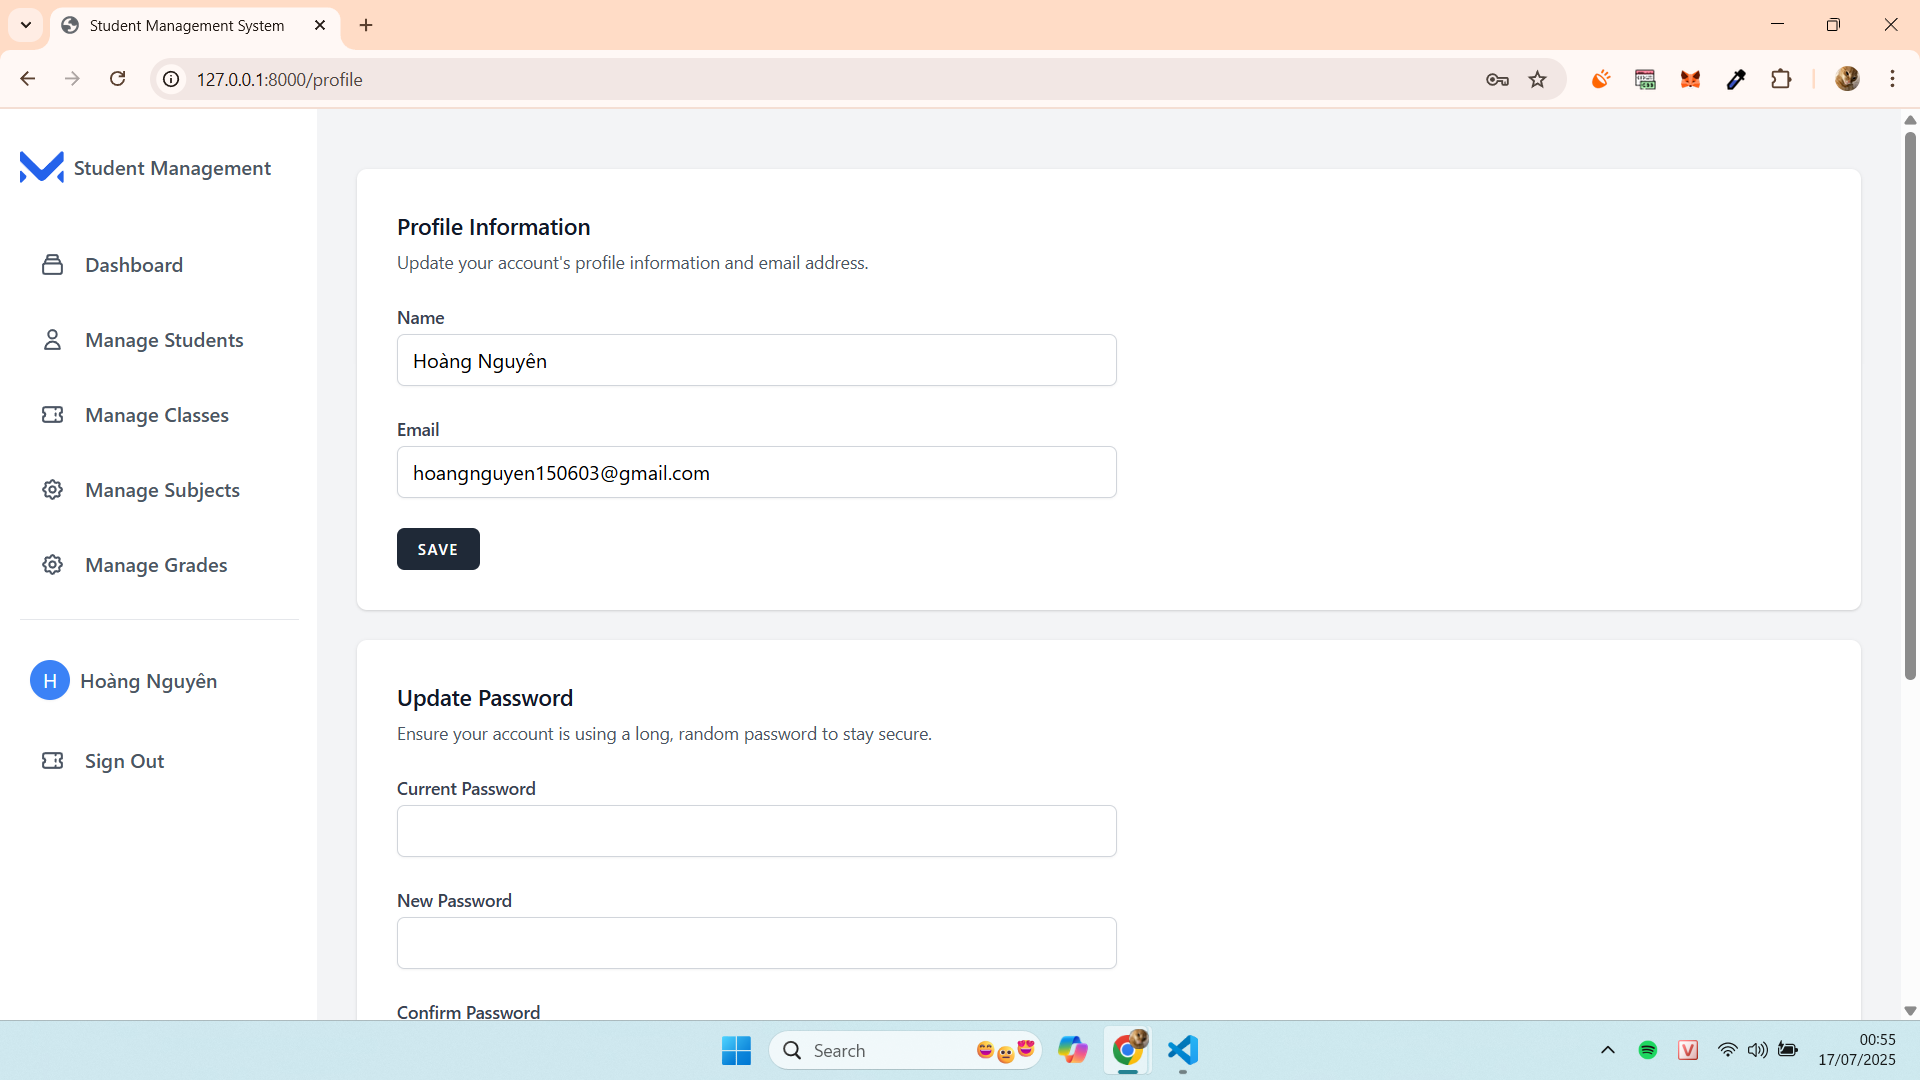 Student Management System
127.0.0.1:8000/profile
Student Management
Dashboard
Manage Students
Manage Classes
Manage Subjects
Manage Grades
H Hoàng Nguyên
Sign Out
Profile Information
Update your account's profile information and email address.
Name
Hoàng Nguyên
Email
hoangnguyen150603@gmail.com
SAVE
Update Password
Ensure your account is using a long, random password to stay secure.
Current Password
New Password
Confirm Password
Search
V
00:55
17/07/2025